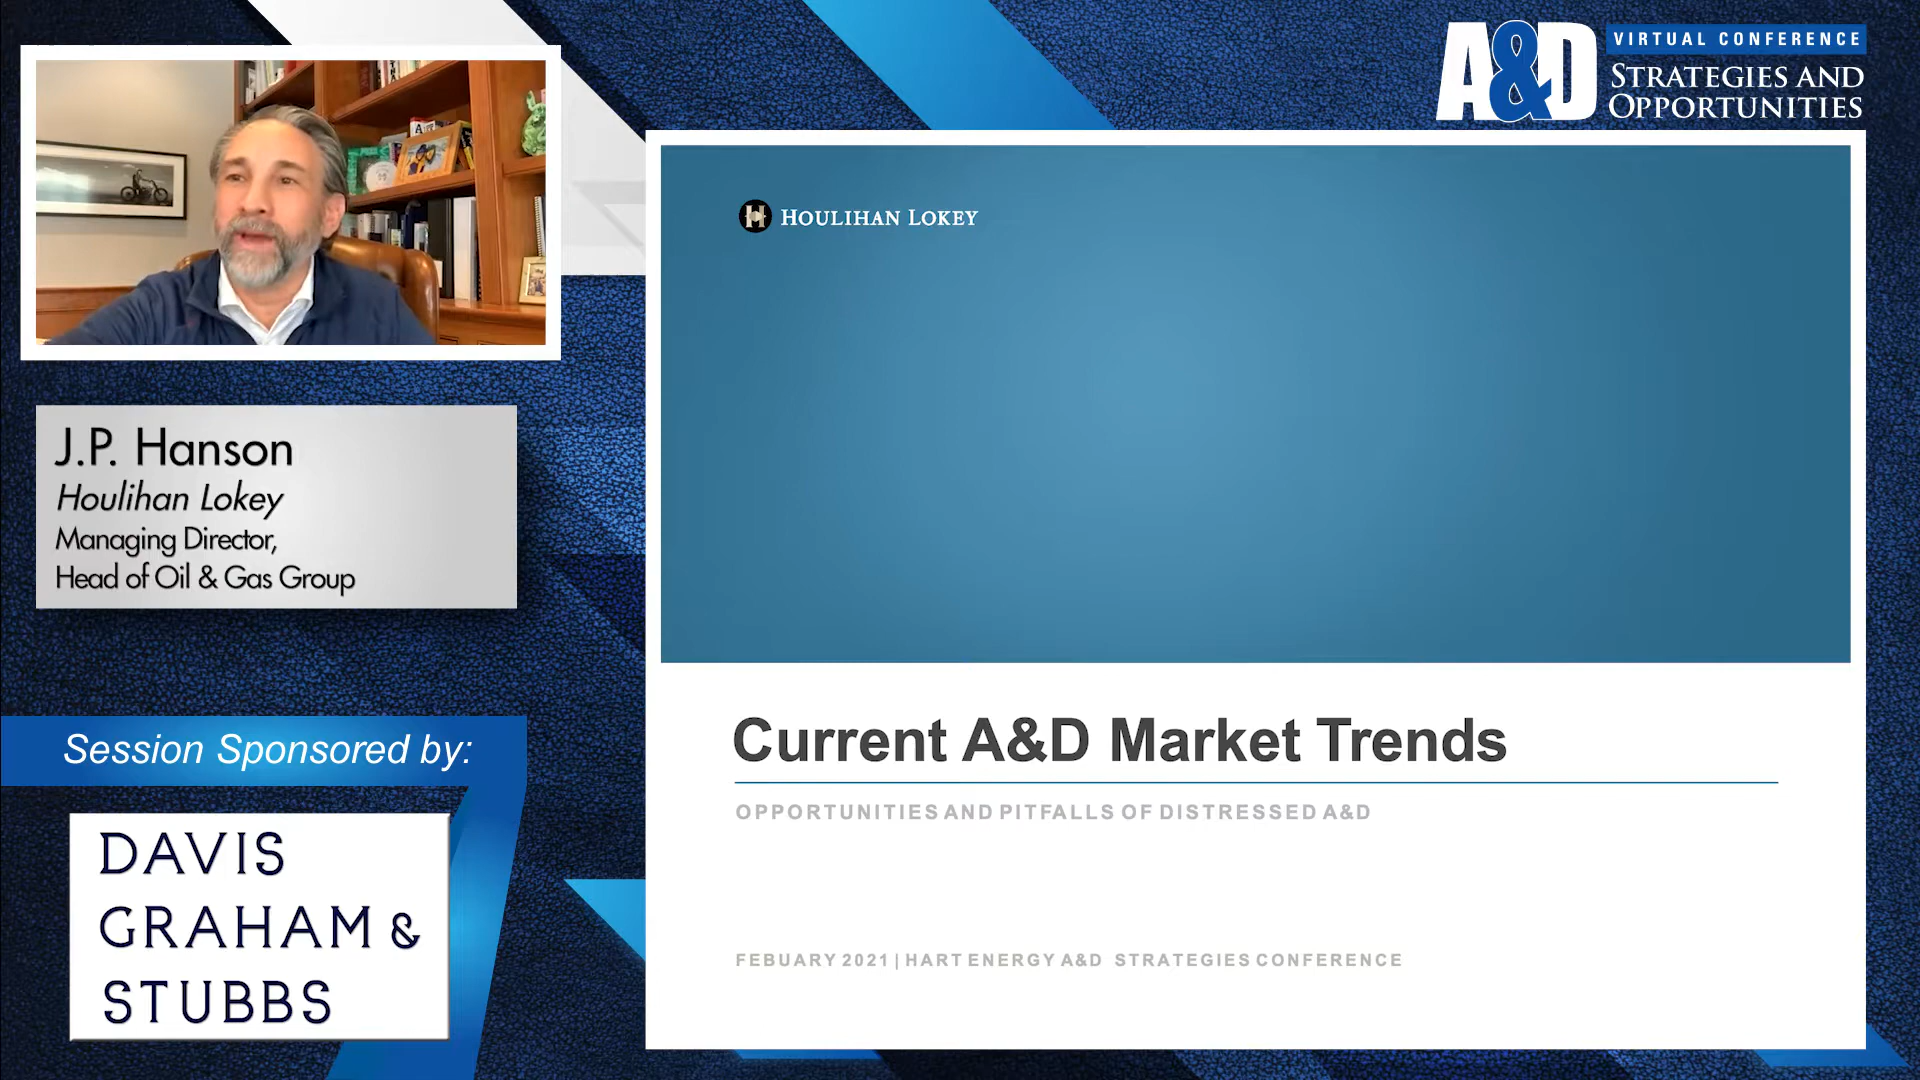 A&D
VIRTUAL CONFERENCE
STRATEGIES AND
OPPORTUNITIES
J.P. Hanson
Houlihan Lokey
Managing Director,
Head of Oil & Gas Group
Session Sponsored by:
DAVIS
GRAHAM &
STUBBS
H HOULIHAN LOKEY
Current A&D Market Trends
OPPORTUNITIES AND PITFALLS OF DISTRESSED A&D
FEBUARY 2021 | HART ENERGY A&D STRATEGIES CONFERENCE